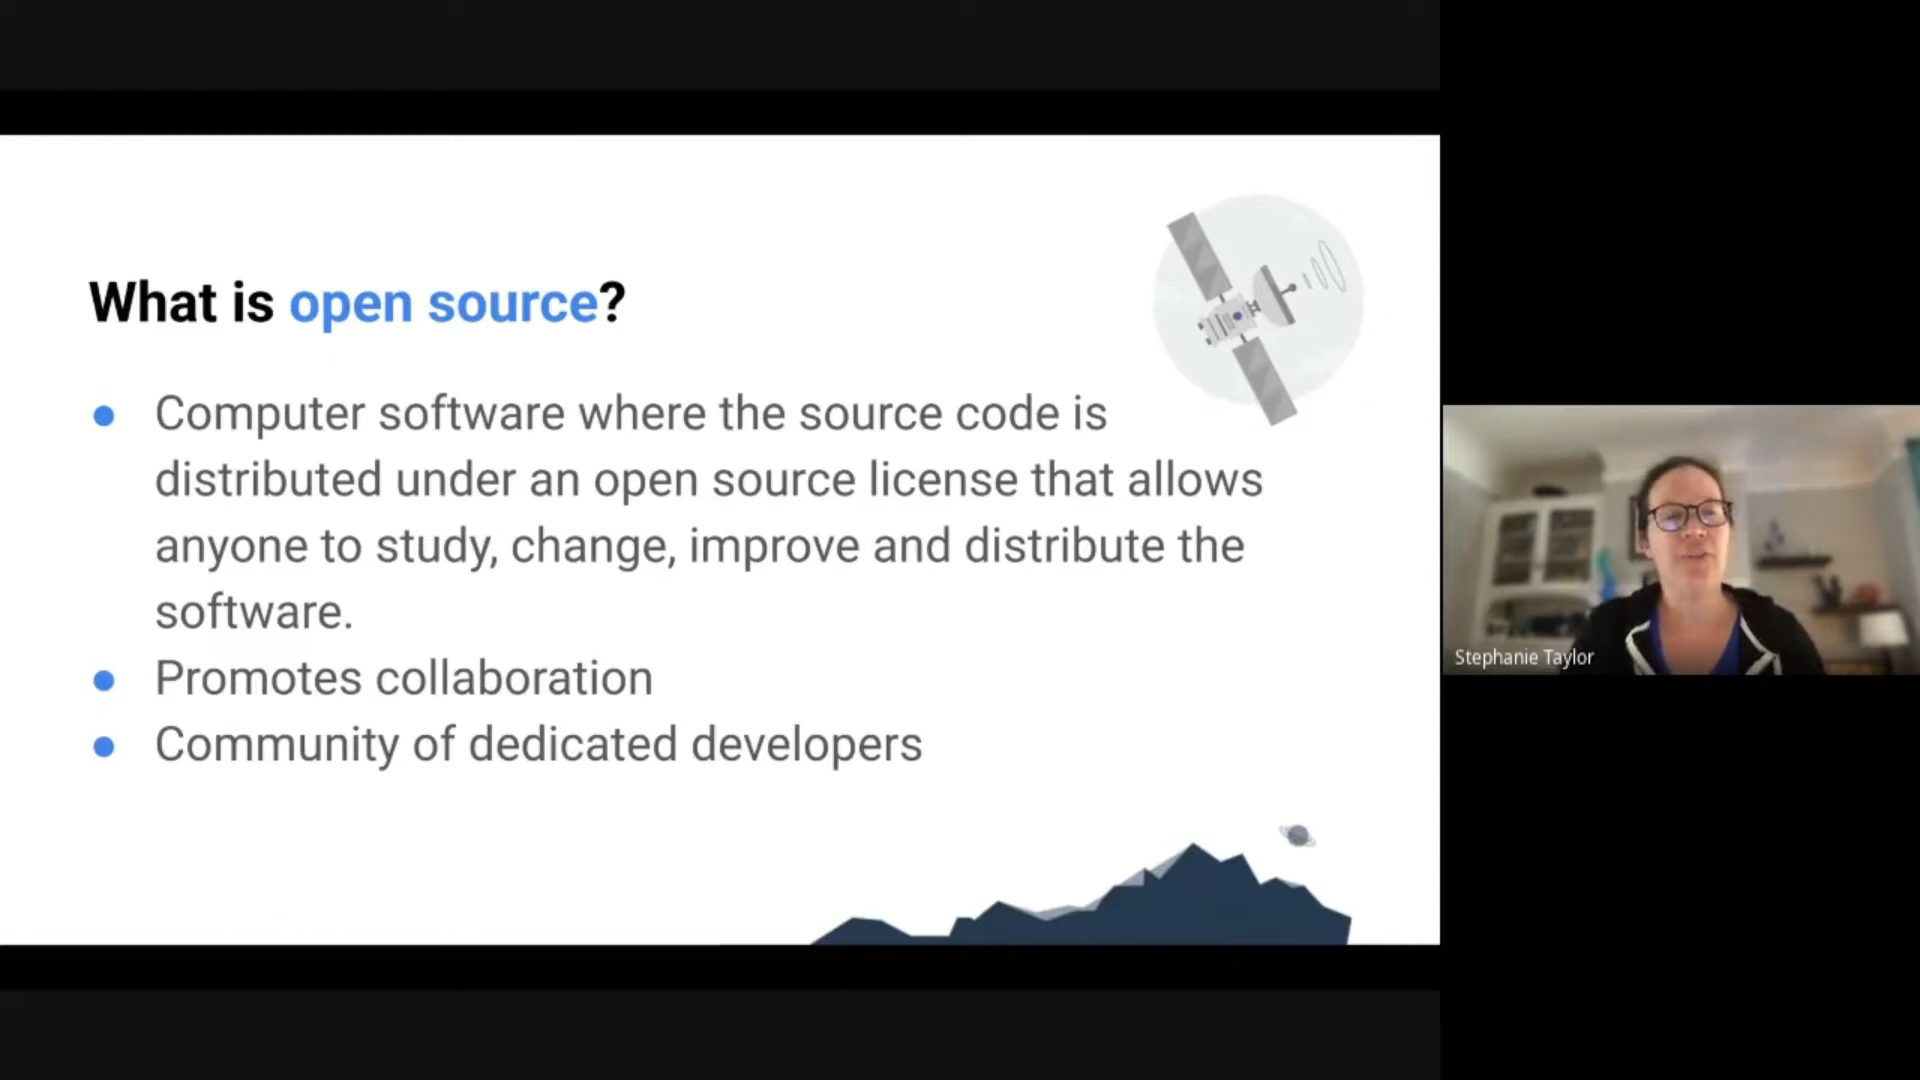 What is open source?
● Computer software where the source code is
distributed under an open source license that allows
anyone to study, change, improve and distribute the
software.
● Promotes collaboration
● Community of dedicated developers
Stephanie Taylor